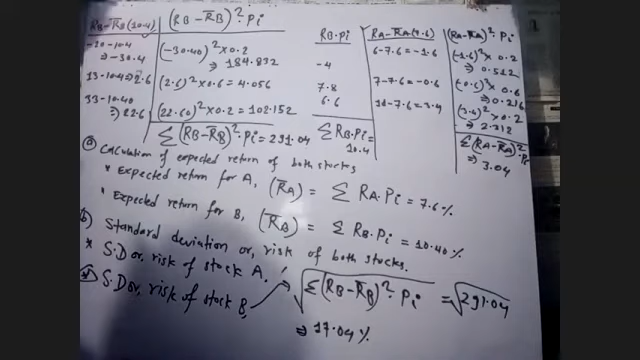 RB-R̅B(10.4) (RB-R̅B)²·Pi RB·Pi RA-R̅A(7.6) (RA-R̅A)²·Pi
-20-10.4 ⇒ -30.4 (-30.40)²×0.2 ⇒ 184.832 -4 6-7.6=-1.6 (-1.6)²×0.2 ⇒ 0.512
13-10.4⇒2.6 (2.6)²×0.6=4.056 7.8 7-7.6=-0.6 (-0.6)²×0.6 ⇒ 0.216
33-10.40 ⇒ 22.6 (22.60)²×0.2=102.152 6.6 11-7.6=3.4 (3.4)²×0.2 ⇒ 2.312
Σ(RB-R̅B)²·Pi=291.04 ΣRB·Pi= 10.4 Σ(RA-R̅A)²·Pi ⇒ 3.04
a) Calculation of expected return of both stocks
* Expected return for A, (R̅A) = ΣRA·Pi=7.6%
* Expected return for B, (R̅B) = ΣRB·Pi=10.40%
b) Standard deviation or, risk of both stocks.
* S.D or, risk of stock A,
* S.D or, risk of stock B, → √Σ(RB-R̅B)²·Pi = √291.04
⇒ 17.04%